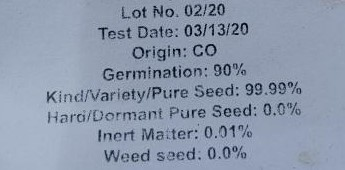 Lot No. 02/20
Test Date: 03/13/20
Origin: CO
Germination: 90%
Kind/Variety/Pure Seed: 99.99%
Hard/Dormant Pure Seed: 0.0%
Inert Matter: 0.01%
Weed seed: 0.0%